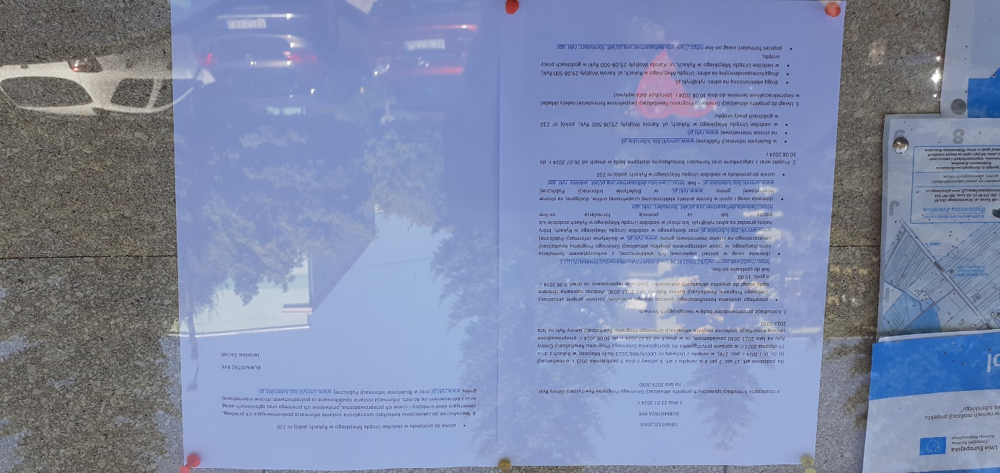 OBWIESZCZENIE
BURMISTRZA RYK
z dnia 23.07.2024 r.
o rozpoczęciu konsultacji społecznych projektu aktualizacji Gminnego Programu Rewitalizacji Gminy Ryki
na lata 2023-2030
Na podstawie art. 17 ust. 2 pkt 4 w związku z art. 6 ustawy z dnia 9 października 2015 r. o rewitalizacji
(tj. Dz. U. z 2024 r. poz. 278), w związku z Uchwałą nr 498/2023 Rady Miejskiej w Rykach z dnia
19 stycznia 2023 r. w sprawie przystąpienia do sporządzenia Gminnego Programu Rewitalizacji Gminy
Ryki na lata 2023-2030 zawiadamiam, że w dniach od 26.07.2024 r. do 30.08.2024 r. przeprowadzone
zostaną konsultacje społeczne projektu aktualizacji Gminnego Programu Rewitalizacji Gminy Ryki na lata
2023-2030
1. Konsultacje przeprowadzone będą w następujących formach:
• otwartego spotkania konsultacyjnego, podczas którego omówiony zostanie projekt aktualizacji
Gminnego Programu Rewitalizacji Gminy Ryki na lata 2023-2030. Podczas spotkania zbierane
będą uwagi do projektu aktualizacji dokumentu. Spotkanie zaplanowano na dzień 9.08.2024 r.
o godz. 15.00
link do spotkania on-line:
• zbierania uwag w postaci papierowej lub elektronicznej, z wykorzystaniem formularza
konsultacyjnego, w czasie udostępnienia projektu aktualizacji Gminnego Programu Rewitalizacji
umieszczonego na stronie internetowej gminy www.ryki.pl, w Biuletynie Informacji Publicznej
www.umryki.bip.lubelskie.pl oraz dostępnego w siedzibie Urzędu Miejskiego w Rykach, który
należy przesłać na adres ryki@ryki.pl lub złożyć w siedzibie Urzędu Miejskiego w Rykach osobiście lub
pocztą lub za pomocą formularza on-line
https://ankieta.deltapartner.org.pl/akt_formularz_ryki_gpr
• zbierania uwag i opinii w formie ankiety elektronicznej uzupełnianej online, dostępnej na stronie
internetowej gminy www.ryki.pl, w Biuletynie Informacji Publicznej
www.umryki.bip.lubelskie.pl – link: https://ankieta.deltapartner.org.pl/akt_ankieta_ryki_gpr
• ustnie do protokołu w siedzibie Urzędu Miejskiego w Rykach, pokój nr 210
2. Projekt wraz z załącznikami oraz formularz konsultacyjny dostępne będą w dniach od 26.07.2024 r. do
30.08.2024 r
• w Biuletynie Informacji Publicznej www.umryki.bip.lubelskie.pl;
• na stronie internetowej www.ryki.pl;
• w siedzibie Urzędu Miejskiego w Rykach, ul. Karola Wojtyły 29,08-500 Ryki, pokój nr 210
w godzinach pracy urzędu;
3. Uwagi do projektu aktualizacji Gminnego Programu Rewitalizacji (wypełnione formularze) należy składać
w nieprzekraczalnym terminie do dnia 30.08.2024 r. (decyduje data wpływu):
• drogą elektroniczną na adres: ryki@ryki.pl,
• drogą korespondencyjną na adres: Urzędu Miejskiego w Rykach, ul. Karola Wojtyły 29,08-500 Ryki,
• w siedzibie Urzędu Miejskiego w Rykach, ul. Karola Wojtyły 29,08-500 Ryki w godzinach pracy
urzędu,
• poprzez formularz uwag on-line https://ankieta.deltapartner.org.pl/akt_formularz_ryki_gpr
• ustnie do protokołu w siedzibie Urzędu Miejskiego w Rykach, pokój nr 210
4. Niezwłocznie po zakończeniu konsultacji sporządzona zostanie informacja podsumowująca ich przebieg,
zawierająca dane o miejscu i czasie ich przeprowadzenia, omówienie ich przebiegu oraz zgłoszonych uwag
wraz z odniesieniem się do nich. Informacja zostanie opublikowana za pośrednictwem stronie internetowej
gminy www.ryki.pl oraz w Biuletynie Informacji Publicznej www.umryki.bip.lubelskie.pl.
BURMISTRZ RYK
Jarosław Żaczek
Unia Europejska
Europejski Fundusz
Rozwoju Regionalnego
w ramach realizacji projektu